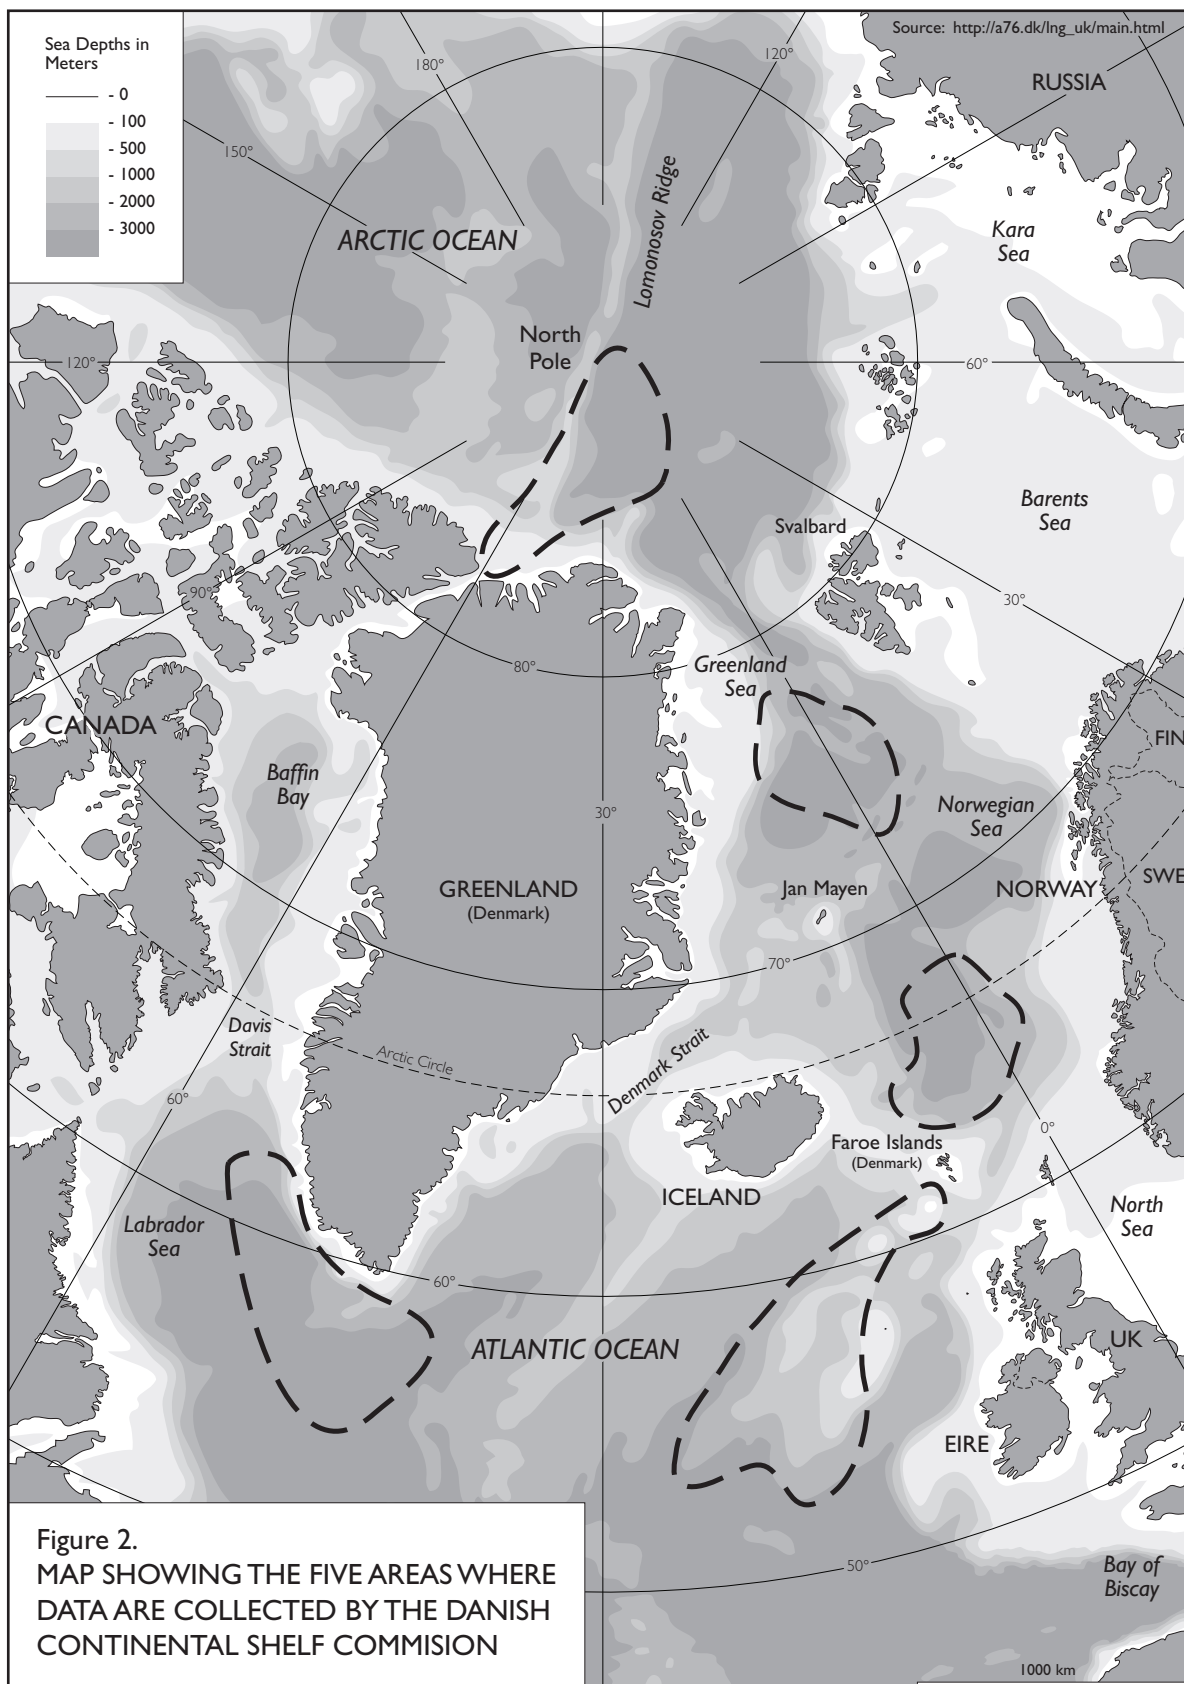 Sea Depths in
Meters
- 0
- 100
- 500
- 1000
- 2000
- 3000
Source: http://a76.dk/lng_uk/main.html
180°
120°
RUSSIA
150°
Lomonosov Ridge
ARCTIC OCEAN
Kara
Sea
North
Pole
120°
60°
Barents
Sea
Svalbard
90°
30°
80°
Greenland
Sea
CANADA
FIN
Baffin
Bay
30°
Norwegian
Sea
GREENLAND
(Denmark)
Jan Mayen
NORWAY
SWE
70°
Davis
Strait
Arctic Circle
Denmark Strait
60°
0°
Faroe Islands
(Denmark)
ICELAND
North
Sea
Labrador
Sea
60°
ATLANTIC OCEAN
UK
EIRE
50°
Bay of
Biscay
Figure 2.
MAP SHOWING THE FIVE AREAS WHERE
DATA ARE COLLECTED BY THE DANISH
CONTINENTAL SHELF COMMISION
1000 km